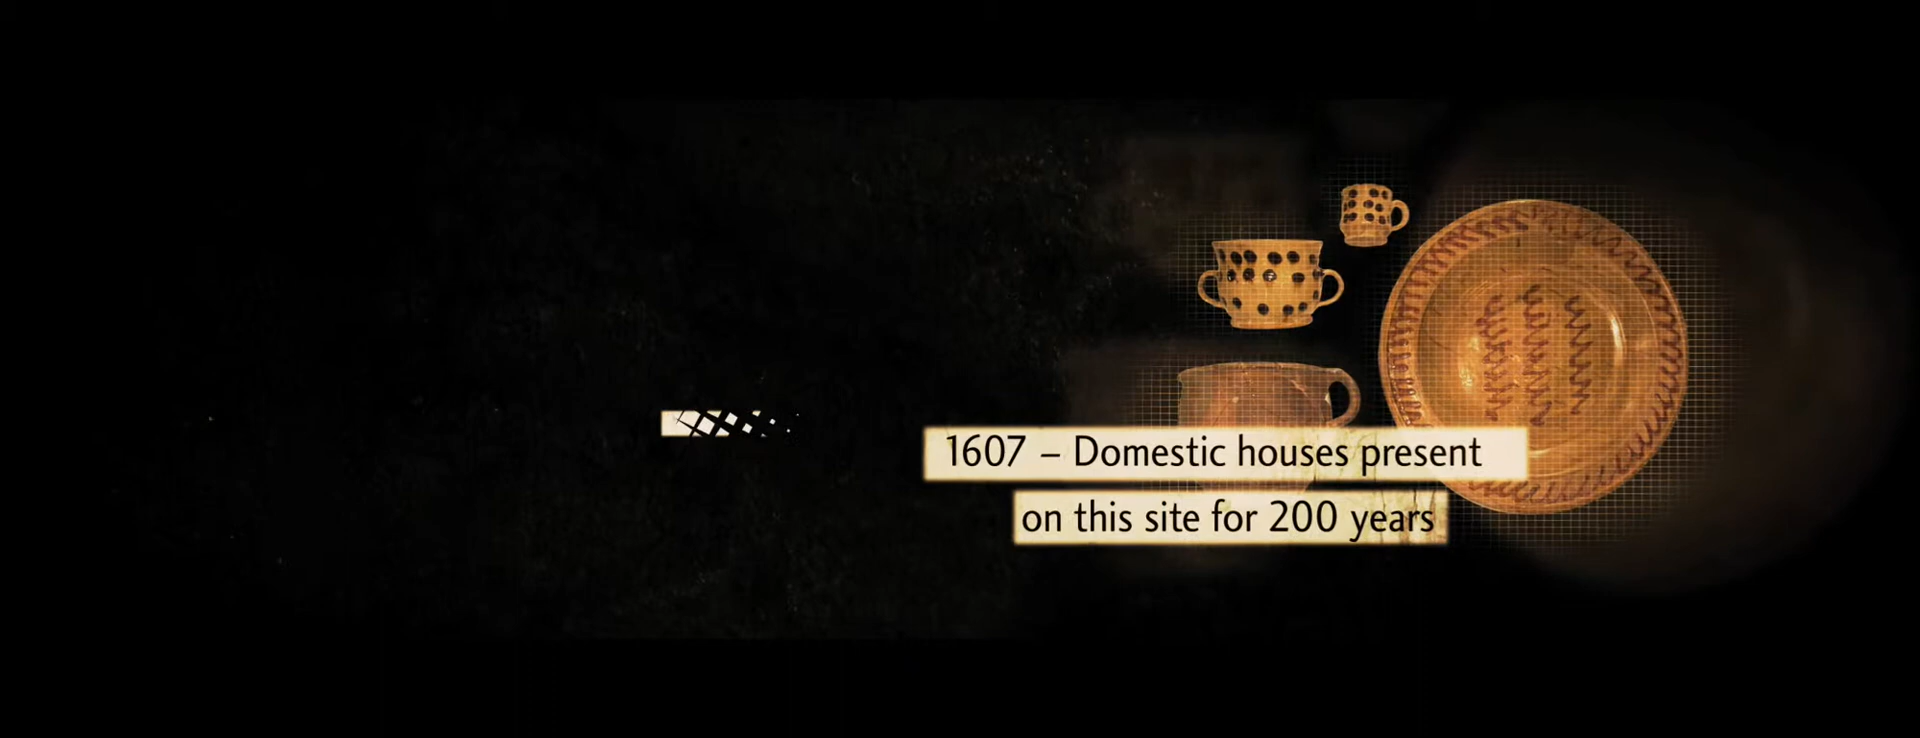 1607 – Domestic houses present
on this site for 200 years